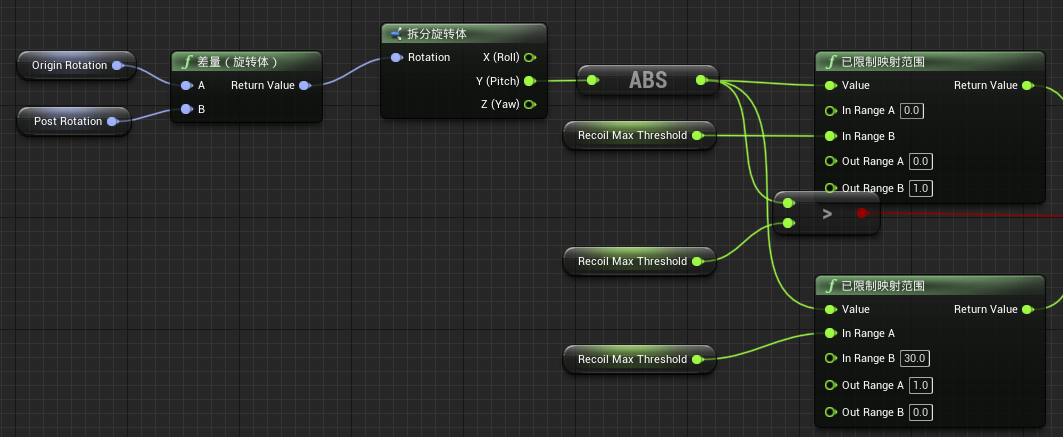 Origin Rotation
Post Rotation
f 差量（旋转体）
A
Return Value
B
拆分旋转体
Rotation
X (Roll)
Y (Pitch)
Z (Yaw)
ABS
Recoil Max Threshold
f 已限制映射范围
Value
Return Value
In Range A 0.0
In Range B
Out Range A 0.0
Out Range B 1.0
>
Recoil Max Threshold
Recoil Max Threshold
f 已限制映射范围
Value
Return Value
In Range A
In Range B 30.0
Out Range A 1.0
Out Range B 0.0